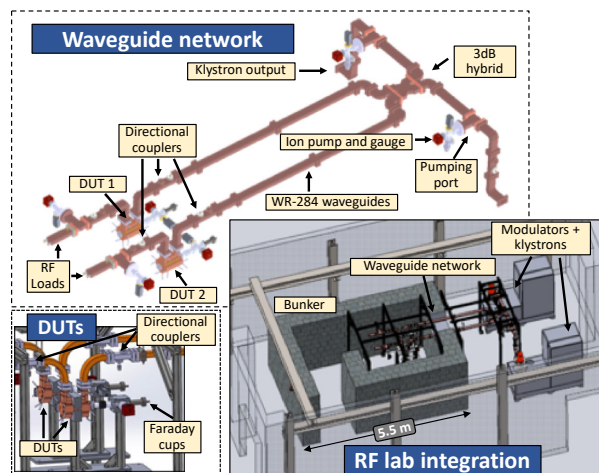 Waveguide network
Klystron output
3dB
hybrid
Directional
couplers
Ion pump and gauge
Pumping
port
DUT 1
WR-284 waveguides
RF
Loads
DUT 2
Modulators +
klystrons
Waveguide network
Bunker
5.5 m
RF lab integration
DUTs
Directional
couplers
DUTs
Faraday
cups